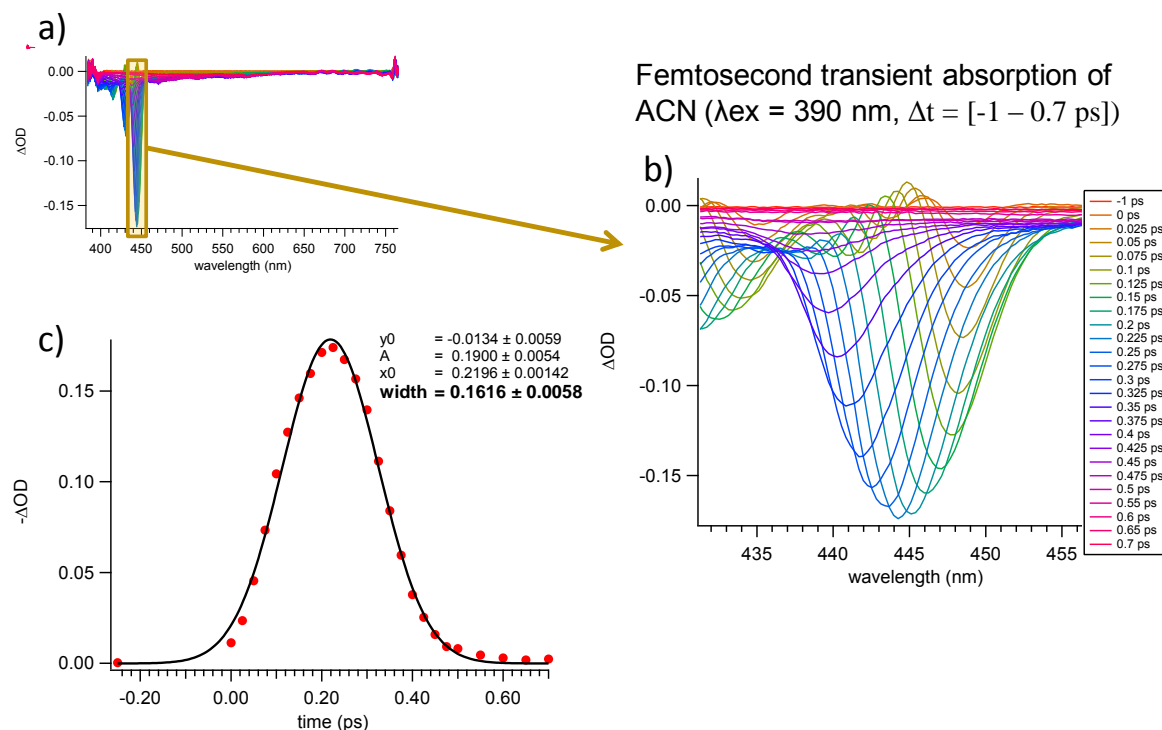 a)
0.00
-0.05
-0.10
-0.15
ΔOD
400 450 500 550 600 650 700 750
wavelength (nm)
Femtosecond transient absorption of
ACN (λex = 390 nm, Δt = [-1 – 0.7 ps])
b)
0.00
-0.05
-0.10
-0.15
ΔOD
435 440 445 450 455
wavelength (nm)
-1 ps
0 ps
0.025 ps
0.05 ps
0.075 ps
0.1 ps
0.125 ps
0.15 ps
0.175 ps
0.2 ps
0.225 ps
0.25 ps
0.275 ps
0.3 ps
0.325 ps
0.35 ps
0.375 ps
0.4 ps
0.425 ps
0.45 ps
0.475 ps
0.5 ps
0.55 ps
0.6 ps
0.65 ps
0.7 ps
c)
y0 = -0.0134 ± 0.0059
A = 0.1900 ± 0.0054
x0 = 0.2196 ± 0.00142
width = 0.1616 ± 0.0058
0.15
0.10
0.05
0.00
-ΔOD
-0.20 0.00 0.20 0.40 0.60
time (ps)